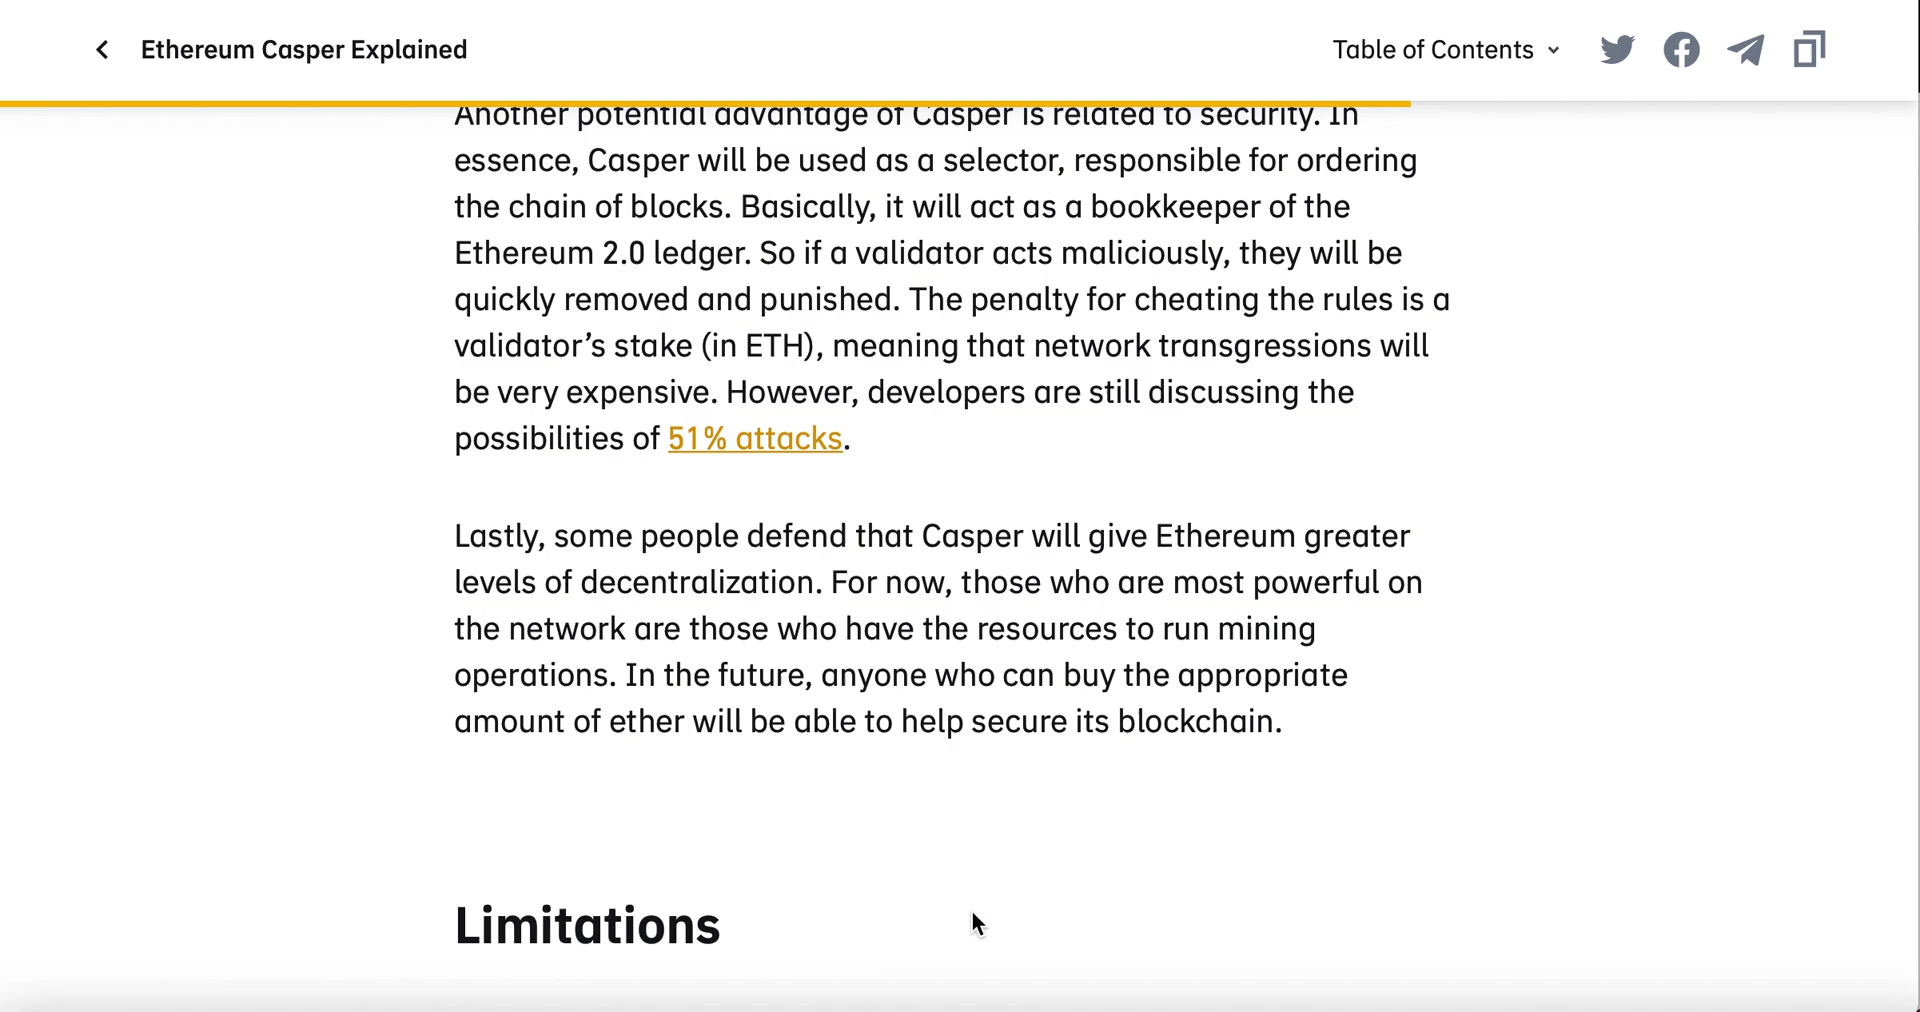 Ethereum Casper Explained
Table of Contents
Another potential advantage of Casper is related to security. In
essence, Casper will be used as a selector, responsible for ordering
the chain of blocks. Basically, it will act as a bookkeeper of the
Ethereum 2.0 ledger. So if a validator acts maliciously, they will be
quickly removed and punished. The penalty for cheating the rules is a
validator’s stake (in ETH), meaning that network transgressions will
be very expensive. However, developers are still discussing the
possibilities of 51% attacks.
Lastly, some people defend that Casper will give Ethereum greater
levels of decentralization. For now, those who are most powerful on
the network are those who have the resources to run mining
operations. In the future, anyone who can buy the appropriate
amount of ether will be able to help secure its blockchain.
Limitations